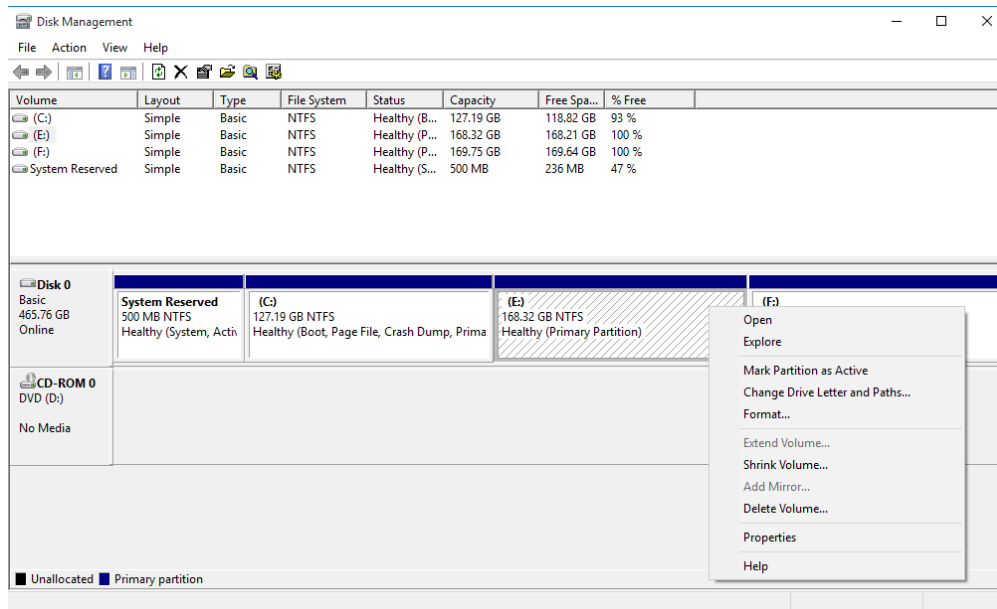 Disk Management
File Action View Help
Volume Layout Type File System Status Capacity Free Spa... % Free
(C:) Simple Basic NTFS Healthy (B... 127.19 GB 118.82 GB 93 %
(E:) Simple Basic NTFS Healthy (P... 168.32 GB 168.21 GB 100 %
(F:) Simple Basic NTFS Healthy (P... 169.75 GB 169.64 GB 100 %
System Reserved Simple Basic NTFS Healthy (S... 500 MB 236 MB 47 %
Disk 0
Basic
465.76 GB
Online
System Reserved
500 MB NTFS
Healthy (System, Activ
(C:)
127.19 GB NTFS
Healthy (Boot, Page File, Crash Dump, Prima
(E:)
168.32 GB NTFS
Healthy (Primary Partition)
(F:)
Open
Explore
Mark Partition as Active
Change Drive Letter and Paths...
Format...
Extend Volume...
Shrink Volume...
Add Mirror...
Delete Volume...
Properties
Help
CD-ROM 0
DVD (D:)
No Media
Unallocated Primary partition